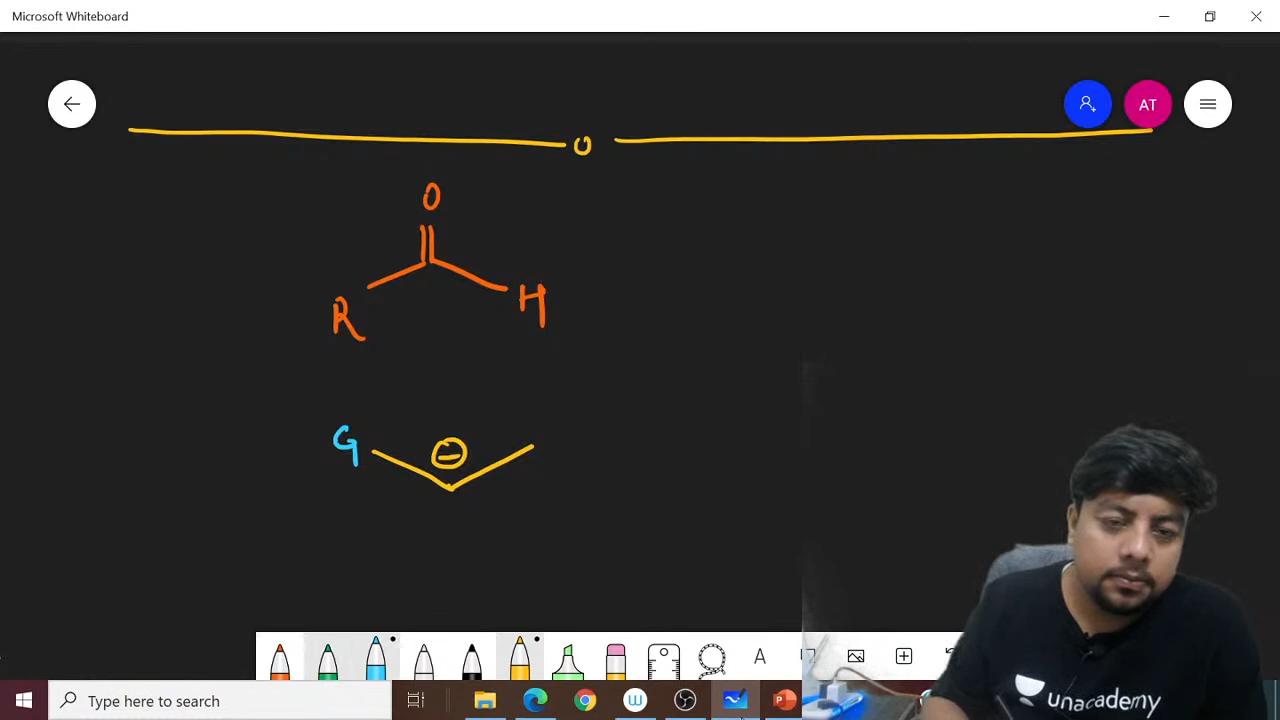 Microsoft Whiteboard
AT
O
O
R
H
G
⊖
A
Type here to search
unacademy